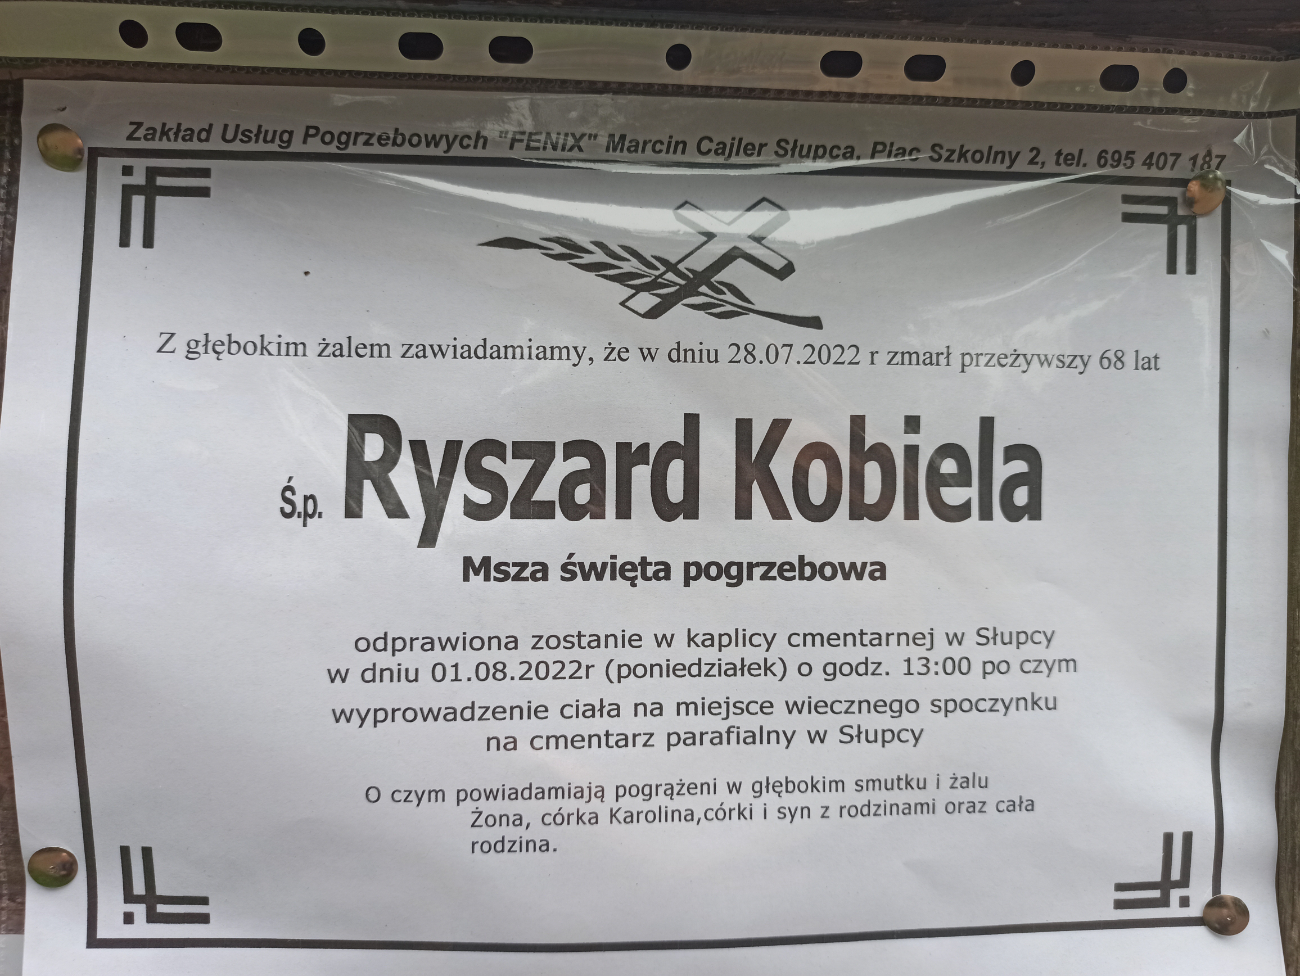 Zakład Usług Pogrzebowych "FENIX" Marcin Cajler Słupca, Plac Szkolny 2, tel. 695 407 187
Z głębokim żalem zawiadamiamy, że w dniu 28.07.2022 r zmarł przeżywszy 68 lat
Ś.p. Ryszard Kobiela
Msza święta pogrzebowa
odprawiona zostanie w kaplicy cmentarnej w Słupcy
w dniu 01.08.2022r (poniedziałek) o godz. 13:00 po czym
wyprowadzenie ciała na miejsce wiecznego spoczynku
na cmentarz parafialny w Słupcy
O czym powiadamiają pogrążeni w głębokim smutku i żalu
Żona, córka Karolina,córki i syn z rodzinami oraz cała
rodzina.